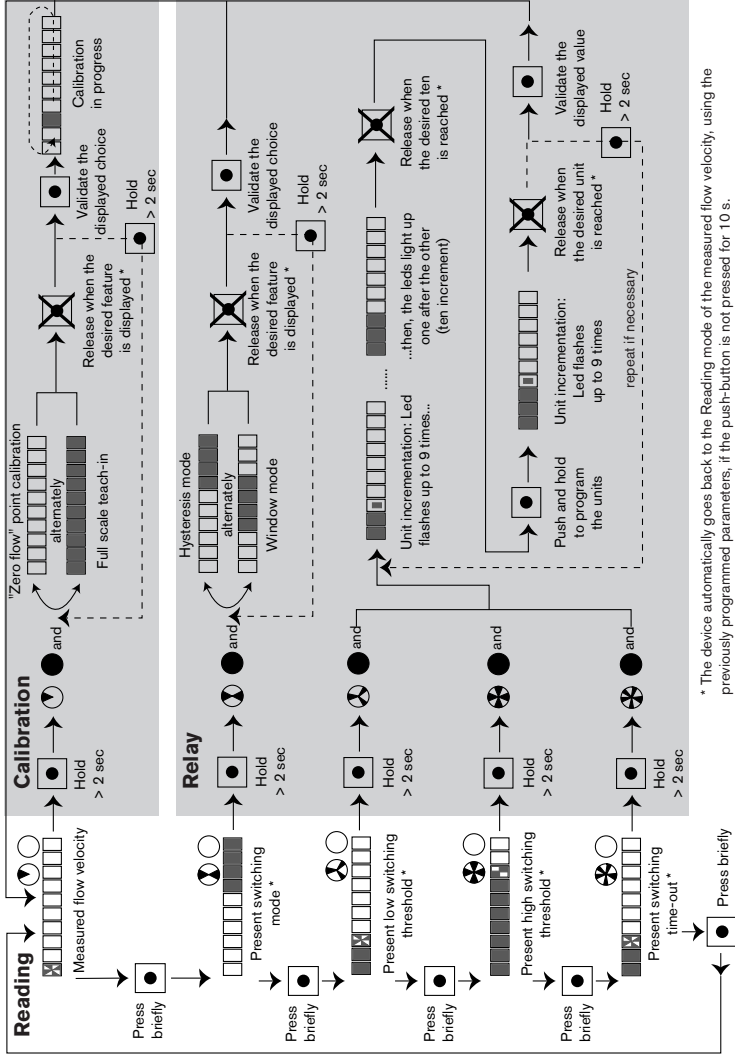 Reading
Measured flow velocity
Press
briefly
Present switching
mode *
Press
briefly
Present low switching
threshold *
Press
briefly
Present high switching
threshold *
Press
briefly
Present switching
time-out *
Press briefly
Calibration
Hold
> 2 sec
and
"Zero flow" point calibration
alternately
Full scale teach-in
Release when the
desired feature
is displayed *
Validate the
displayed choice
Hold
> 2 sec
Calibration
in progress
Relay
Hold
> 2 sec
and
Hysteresis mode
alternately
Window mode
Release when the
desired feature
is displayed *
Validate the
displayed choice
Hold
> 2 sec
Hold
> 2 sec
and
Hold
> 2 sec
and
Hold
> 2 sec
and
Unit incrementation: Led
flashes up to 9 times...
......
...then, the leds light up
one after the other
(ten increment)
Release when
the desired ten
is reached *
Push and hold
to program
the units
Unit incrementation:
Led flashes
up to 9 times
Release when
the desired unit
is reached *
Validate the
displayed value
Hold
> 2 sec
repeat if necessary
* The device automatically goes back to the Reading mode of the measured flow velocity, using the
previously programmed parameters, if the push-button is not pressed for 10 s.